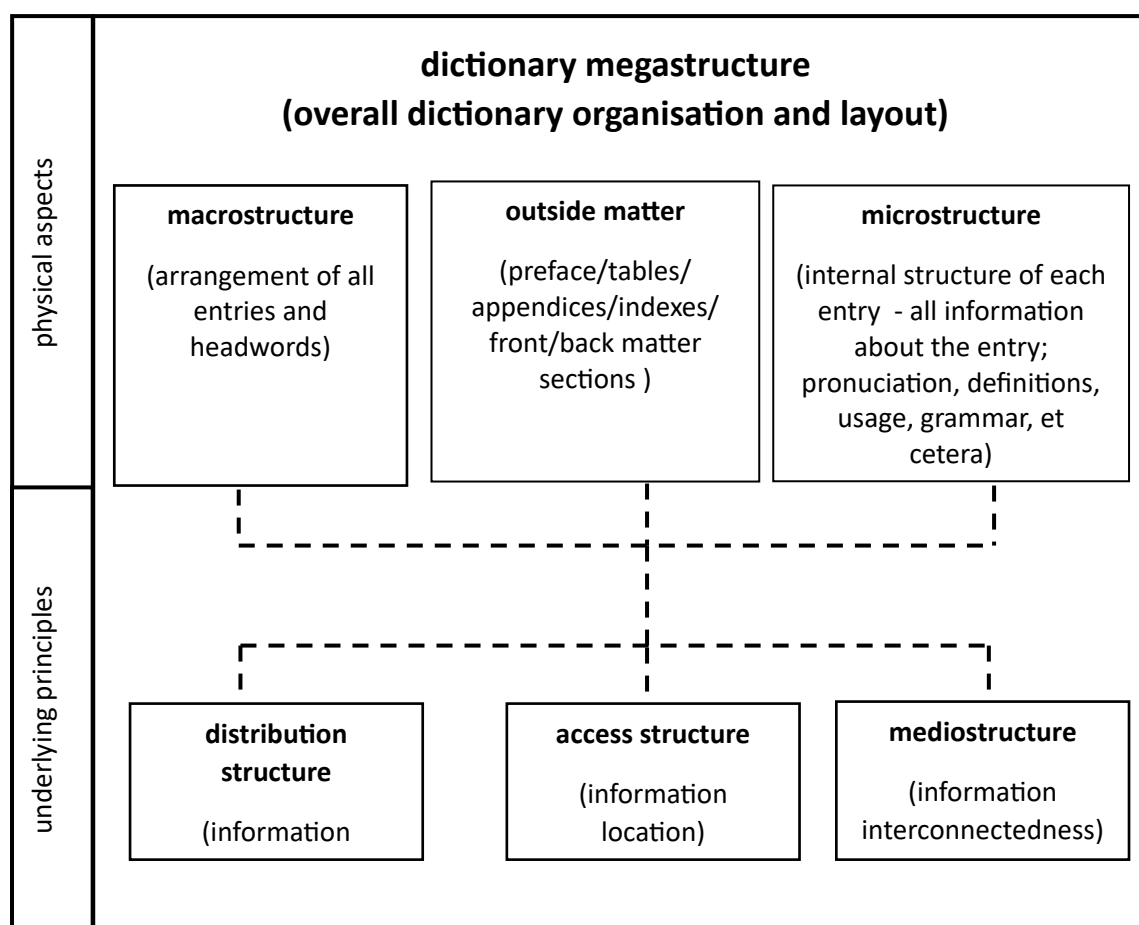 dictionary megastructure
(overall dictionary organisation and layout)
physical aspects
macrostructure
(arrangement of all
entries and
headwords)
outside matter
(preface/tables/
appendices/indexes/
front/back matter
sections )
microstructure
(internal structure of each
entry - all information
about the entry;
pronuciation, definitions,
usage, grammar, et
cetera)
underlying principles
distribution
structure
(information
access structure
(information
location)
mediostructure
(information
interconnectedness)